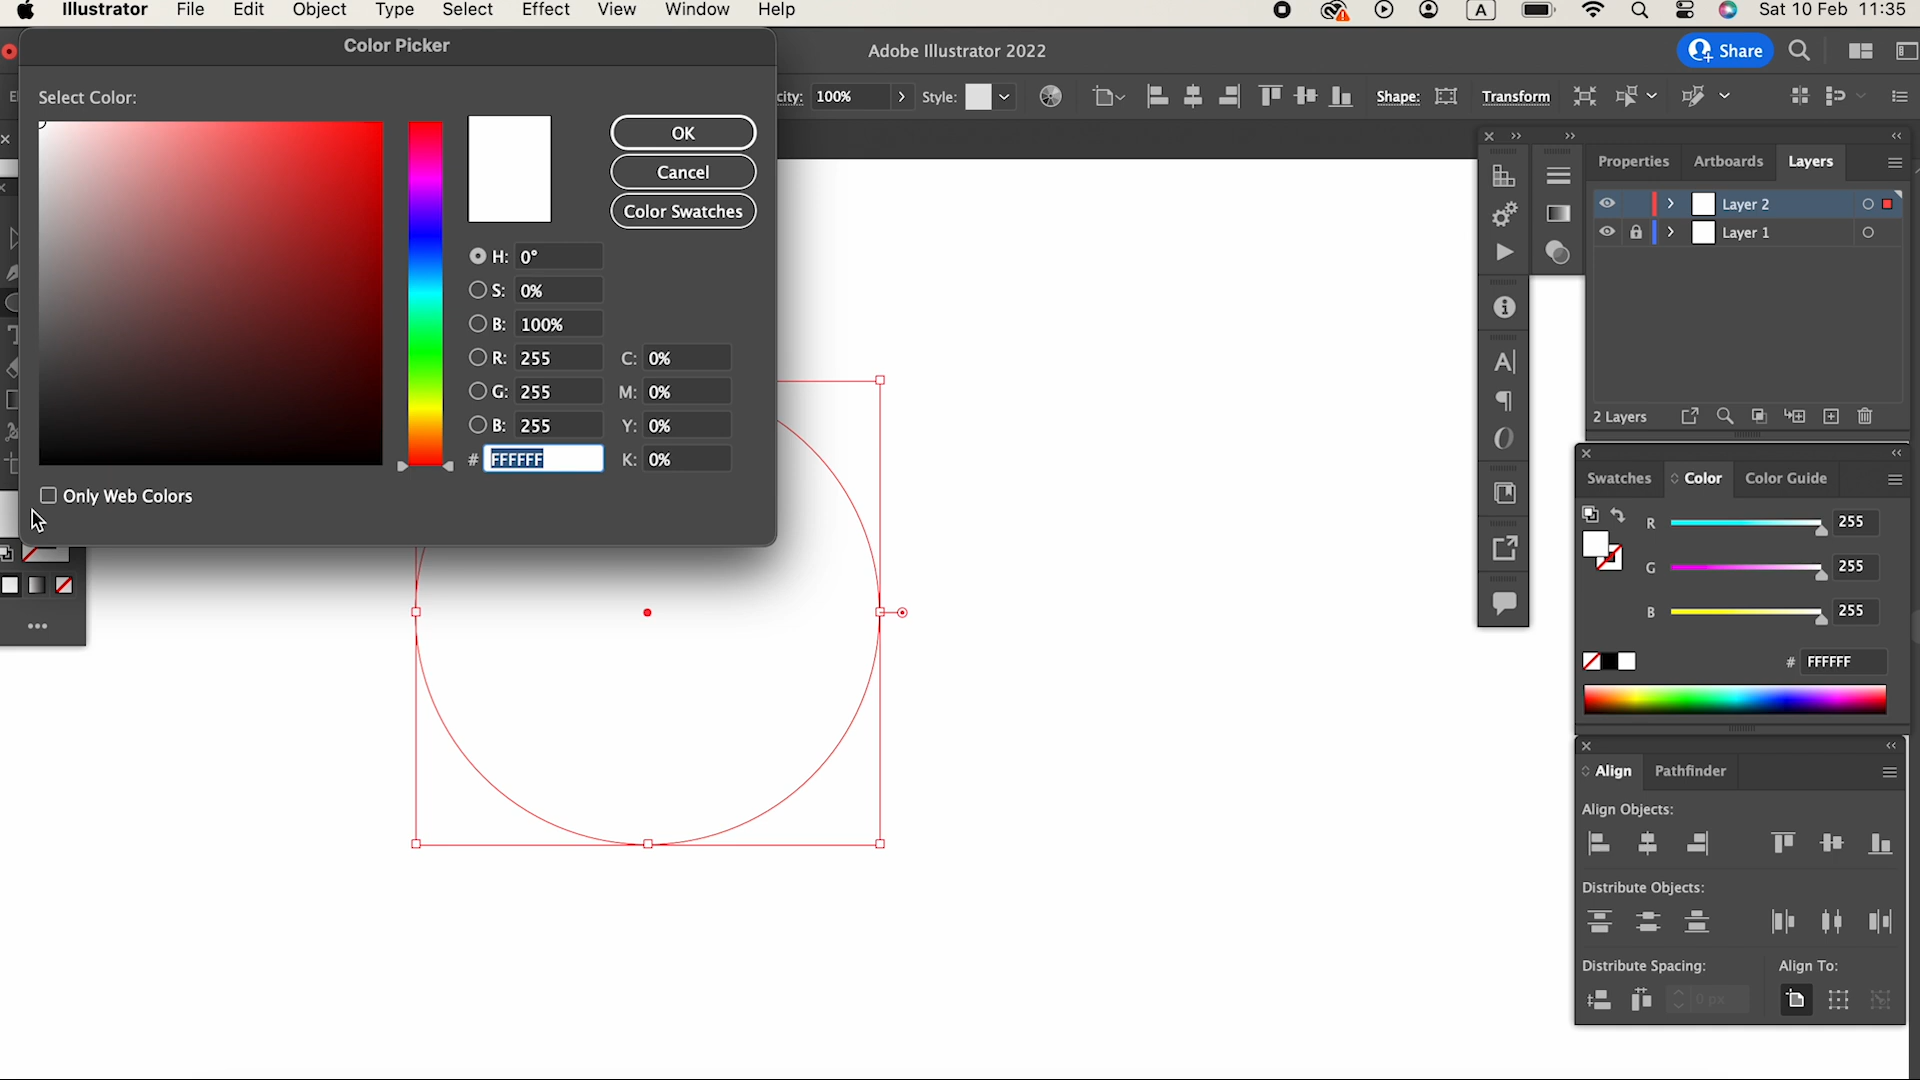 Illustrator File Edit Object Type Select Effect View Window Help
A
Sat 10 Feb 11:35
Color Picker
Adobe Illustrator 2022
Share
Select Color:
city: 100%
Style:
Shape:
Transform
OK
Cancel
Color Swatches
H: 0°
S: 0%
B: 100%
R: 255
C: 0%
G: 255
M: 0%
B: 255
Y: 0%
# FFFFFF
K: 0%
Only Web Colors
Properties Artboards Layers
Layer 2
Layer 1
2 Layers
Swatches Color Color Guide
R 255
G 255
B 255
# FFFFFF
Align Pathfinder
Align Objects:
Distribute Objects:
Distribute Spacing: Align To:
0 px